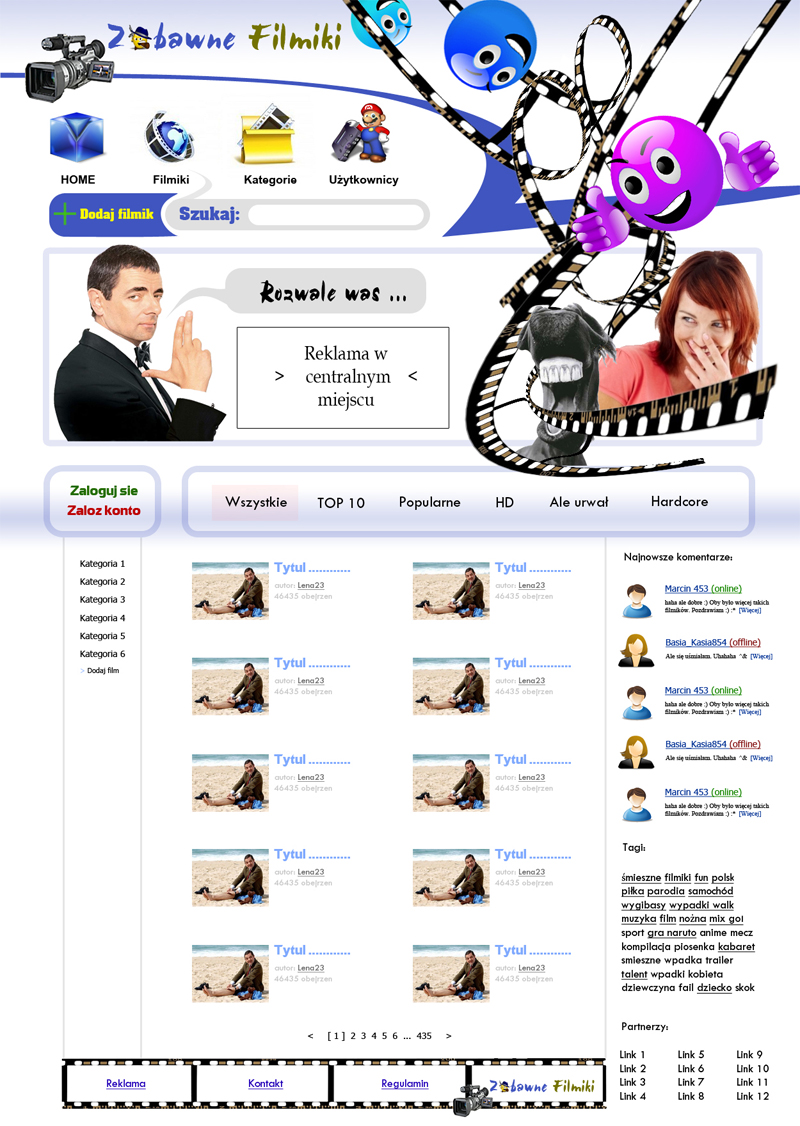 Zabawne Filmiki
HOME
Filmiki
Kategorie
Użytkownicy
Dodaj filmik
Szukaj:
Rozwale was ...
Reklama w
> centralnym <
miejscu
Zaloguj sie
Zaloz konto
Wszystkie
TOP 10
Popularne
HD
Ale urwał
Hardcore
Kategoria 1
Kategoria 2
Kategoria 3
Kategoria 4
Kategoria 5
Kategoria 6
> Dodaj film
Tytul ............
autor: Lena23
46435 obejrzen
Tytul ............
autor: Lena23
46435 obejrzen
Tytul ............
autor: Lena23
46435 obejrzen
Tytul ............
autor: Lena23
46435 obejrzen
Tytul ............
autor: Lena23
46435 obejrzen
Tytul ............
autor: Lena23
46435 obejrzen
Tytul ............
autor: Lena23
46435 obejrzen
Tytul ............
autor: Lena23
46435 obejrzen
Tytul ............
autor: Lena23
46435 obejrzen
Tytul ............
autor: Lena23
46435 obejrzen
< [ 1 ] 2 3 4 5 6 ... 435 >
Najnowsze komentarze:
Marcin 453 (online)
haha ale dobre :) Oby było więcej takich
filmików. Pozdrawiam :) :* [Więcej]
Basia_Kasia854 (offline)
Ale się uśmiałam. Uhahaha ^& [Więcej]
Marcin 453 (online)
haha ale dobre :) Oby było więcej takich
filmików. Pozdrawiam :) :* [Więcej]
Basia_Kasia854 (offline)
Ale się uśmiałam. Uhahaha ^& [Więcej]
Marcin 453 (online)
haha ale dobre :) Oby było więcej takich
filmików. Pozdrawiam :) :* [Więcej]
Tagi:
śmieszne filmiki fun polsk
piłka parodia samochód
wygibasy wypadki walk
muzyka film nożna mix goi
sport gra naruto anime mecz
kompilacja piosenka kabaret
smieszne wpadka trailer
talent wpadki kobieta
dziewczyna fail dziecko skok
Partnerzy:
Link 1 Link 5 Link 9
Link 2 Link 6 Link 10
Link 3 Link 7 Link 11
Link 4 Link 8 Link 12
Reklama
Kontakt
Regulamin
Zabawne Filmiki